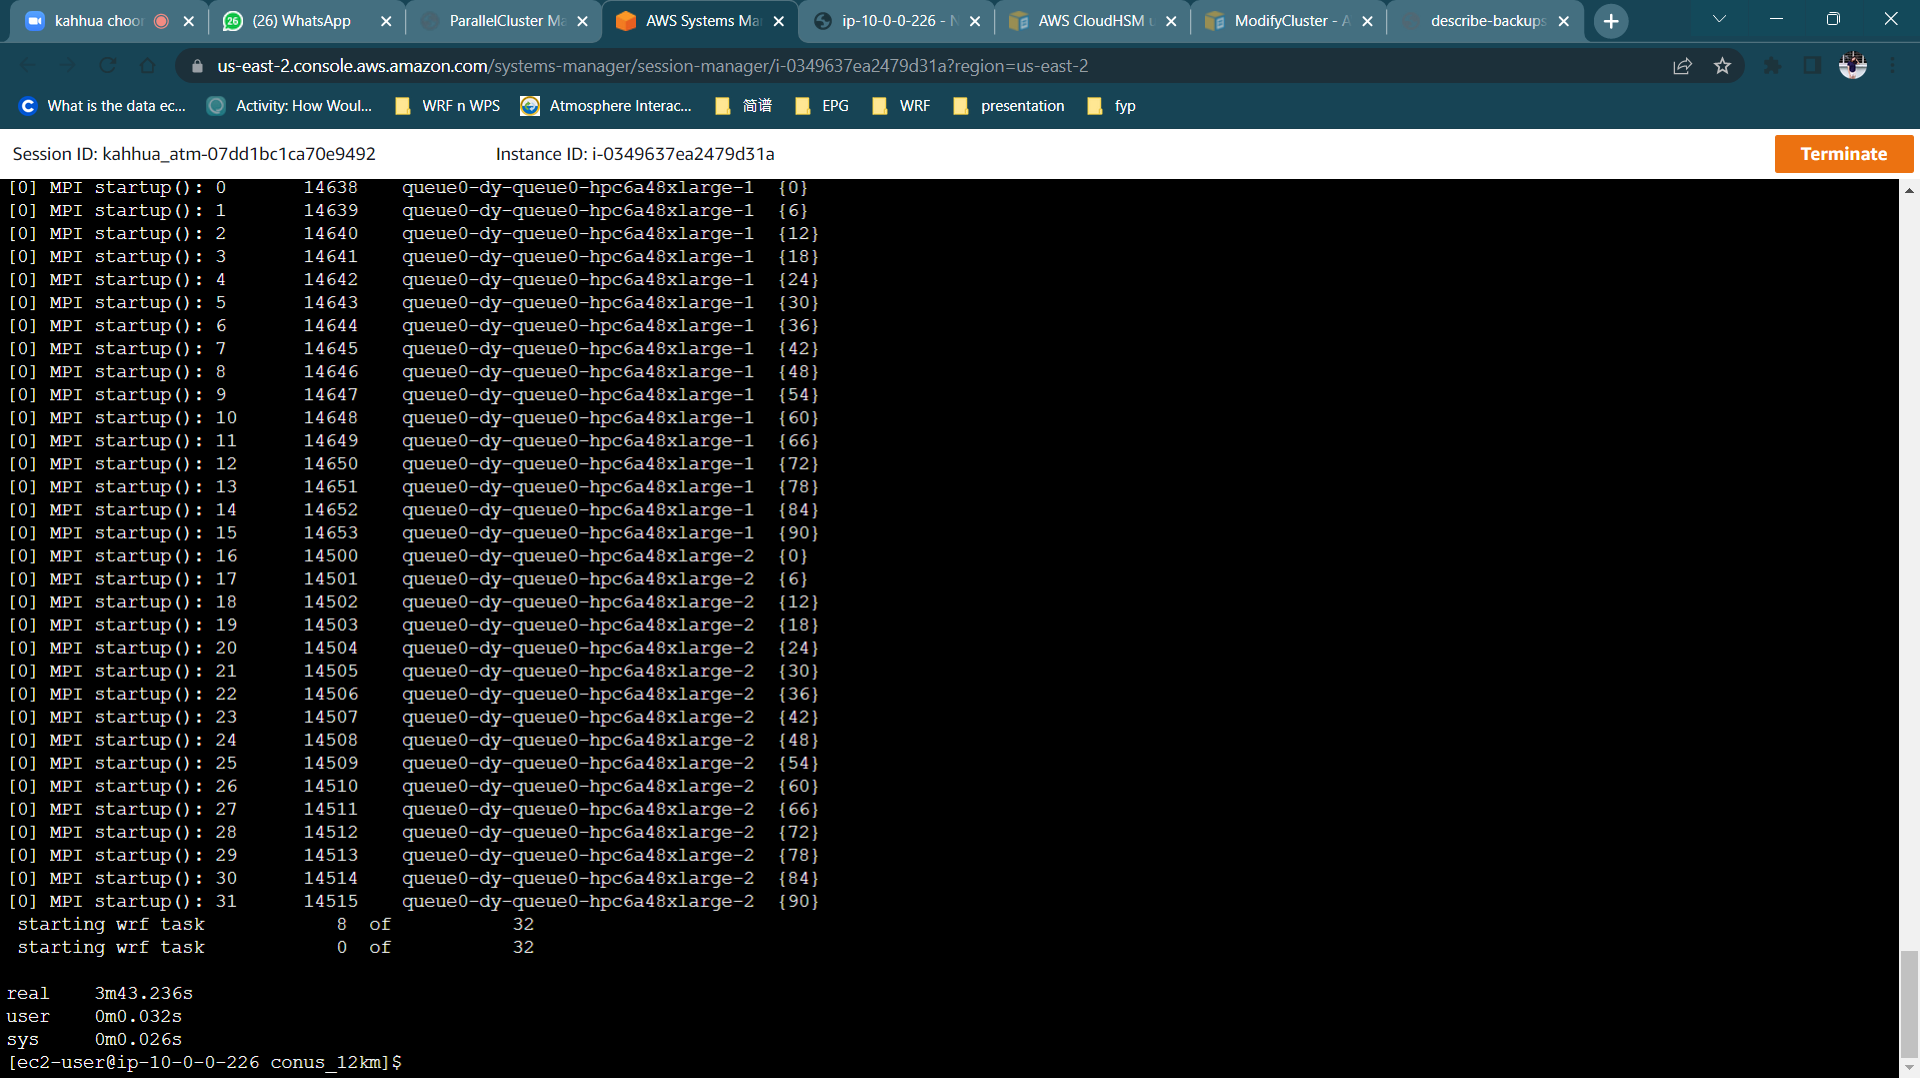 kahhua choo
(26) WhatsApp
ParallelCluster Ma
AWS Systems Ma
ip-10-0-0-226 - N
AWS CloudHSM u
ModifyCluster - A
describe-backups
us-east-2.console.aws.amazon.com/systems-manager/session-manager/i-0349637ea2479d31a?region=us-east-2
What is the data ec...
Activity: How Woul...
WRF n WPS
Atmosphere Interac...
简谱
EPG
WRF
presentation
fyp
Session ID: kahhua_atm-07dd1bc1ca70e9492 Instance ID: i-0349637ea2479d31a Terminate
[0] MPI startup(): 0 14638 queue0-dy-queue0-hpc6a48xlarge-1 {0}
[0] MPI startup(): 1 14639 queue0-dy-queue0-hpc6a48xlarge-1 {6}
[0] MPI startup(): 2 14640 queue0-dy-queue0-hpc6a48xlarge-1 {12}
[0] MPI startup(): 3 14641 queue0-dy-queue0-hpc6a48xlarge-1 {18}
[0] MPI startup(): 4 14642 queue0-dy-queue0-hpc6a48xlarge-1 {24}
[0] MPI startup(): 5 14643 queue0-dy-queue0-hpc6a48xlarge-1 {30}
[0] MPI startup(): 6 14644 queue0-dy-queue0-hpc6a48xlarge-1 {36}
[0] MPI startup(): 7 14645 queue0-dy-queue0-hpc6a48xlarge-1 {42}
[0] MPI startup(): 8 14646 queue0-dy-queue0-hpc6a48xlarge-1 {48}
[0] MPI startup(): 9 14647 queue0-dy-queue0-hpc6a48xlarge-1 {54}
[0] MPI startup(): 10 14648 queue0-dy-queue0-hpc6a48xlarge-1 {60}
[0] MPI startup(): 11 14649 queue0-dy-queue0-hpc6a48xlarge-1 {66}
[0] MPI startup(): 12 14650 queue0-dy-queue0-hpc6a48xlarge-1 {72}
[0] MPI startup(): 13 14651 queue0-dy-queue0-hpc6a48xlarge-1 {78}
[0] MPI startup(): 14 14652 queue0-dy-queue0-hpc6a48xlarge-1 {84}
[0] MPI startup(): 15 14653 queue0-dy-queue0-hpc6a48xlarge-1 {90}
[0] MPI startup(): 16 14500 queue0-dy-queue0-hpc6a48xlarge-2 {0}
[0] MPI startup(): 17 14501 queue0-dy-queue0-hpc6a48xlarge-2 {6}
[0] MPI startup(): 18 14502 queue0-dy-queue0-hpc6a48xlarge-2 {12}
[0] MPI startup(): 19 14503 queue0-dy-queue0-hpc6a48xlarge-2 {18}
[0] MPI startup(): 20 14504 queue0-dy-queue0-hpc6a48xlarge-2 {24}
[0] MPI startup(): 21 14505 queue0-dy-queue0-hpc6a48xlarge-2 {30}
[0] MPI startup(): 22 14506 queue0-dy-queue0-hpc6a48xlarge-2 {36}
[0] MPI startup(): 23 14507 queue0-dy-queue0-hpc6a48xlarge-2 {42}
[0] MPI startup(): 24 14508 queue0-dy-queue0-hpc6a48xlarge-2 {48}
[0] MPI startup(): 25 14509 queue0-dy-queue0-hpc6a48xlarge-2 {54}
[0] MPI startup(): 26 14510 queue0-dy-queue0-hpc6a48xlarge-2 {60}
[0] MPI startup(): 27 14511 queue0-dy-queue0-hpc6a48xlarge-2 {66}
[0] MPI startup(): 28 14512 queue0-dy-queue0-hpc6a48xlarge-2 {72}
[0] MPI startup(): 29 14513 queue0-dy-queue0-hpc6a48xlarge-2 {78}
[0] MPI startup(): 30 14514 queue0-dy-queue0-hpc6a48xlarge-2 {84}
[0] MPI startup(): 31 14515 queue0-dy-queue0-hpc6a48xlarge-2 {90}
starting wrf task 8 of 32
starting wrf task 0 of 32
real 3m43.236s
user 0m0.032s
sys 0m0.026s
[ec2-user@ip-10-0-0-226 conus_12km]$